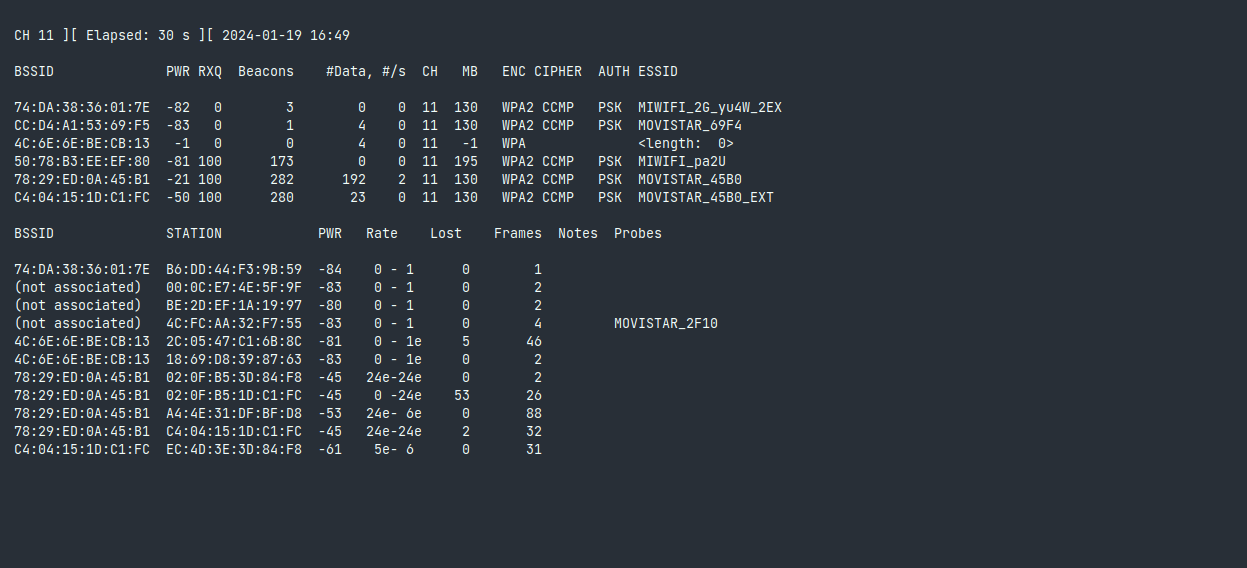 CH 11 ][ Elapsed: 30 s ][ 2024-01-19 16:49
BSSID              PWR RXQ  Beacons    #Data, #/s  CH   MB   ENC CIPHER  AUTH ESSID
74:DA:38:36:01:7E  -82   0        3        0    0  11  130   WPA2 CCMP   PSK  MIWIFI_2G_yu4W_2EX
CC:D4:A1:53:69:F5  -83   0        1        4    0  11  130   WPA2 CCMP   PSK  MOVISTAR_69F4
4C:6E:6E:BE:CB:13   -1   0        0        4    0  11   -1   WPA              <length:  0>
50:78:B3:EE:EF:80  -81 100      173        0    0  11  195   WPA2 CCMP   PSK  MIWIFI_pa2U
78:29:ED:0A:45:B1  -21 100      282      192    2  11  130   WPA2 CCMP   PSK  MOVISTAR_45B0
C4:04:15:1D:C1:FC  -50 100      280       23    0  11  130   WPA2 CCMP   PSK  MOVISTAR_45B0_EXT
BSSID              STATION            PWR   Rate    Lost    Frames  Notes  Probes
74:DA:38:36:01:7E  B6:DD:44:F3:9B:59  -84    0 - 1      0        1
(not associated)   00:0C:E7:4E:5F:9F  -83    0 - 1      0        2
(not associated)   BE:2D:EF:1A:19:97  -80    0 - 1      0        2
(not associated)   4C:FC:AA:32:F7:55  -83    0 - 1      0        4         MOVISTAR_2F10
4C:6E:6E:BE:CB:13  2C:05:47:C1:6B:8C  -81    0 - 1e     5       46
4C:6E:6E:BE:CB:13  18:69:D8:39:87:63  -83    0 - 1e     0        2
78:29:ED:0A:45:B1  02:0F:B5:3D:84:F8  -45   24e-24e     0        2
78:29:ED:0A:45:B1  02:0F:B5:1D:C1:FC  -45    0 -24e    53       26
78:29:ED:0A:45:B1  A4:4E:31:DF:BF:D8  -53   24e- 6e     0       88
78:29:ED:0A:45:B1  C4:04:15:1D:C1:FC  -45   24e-24e     2       32
C4:04:15:1D:C1:FC  EC:4D:3E:3D:84:F8  -61    5e- 6      0       31